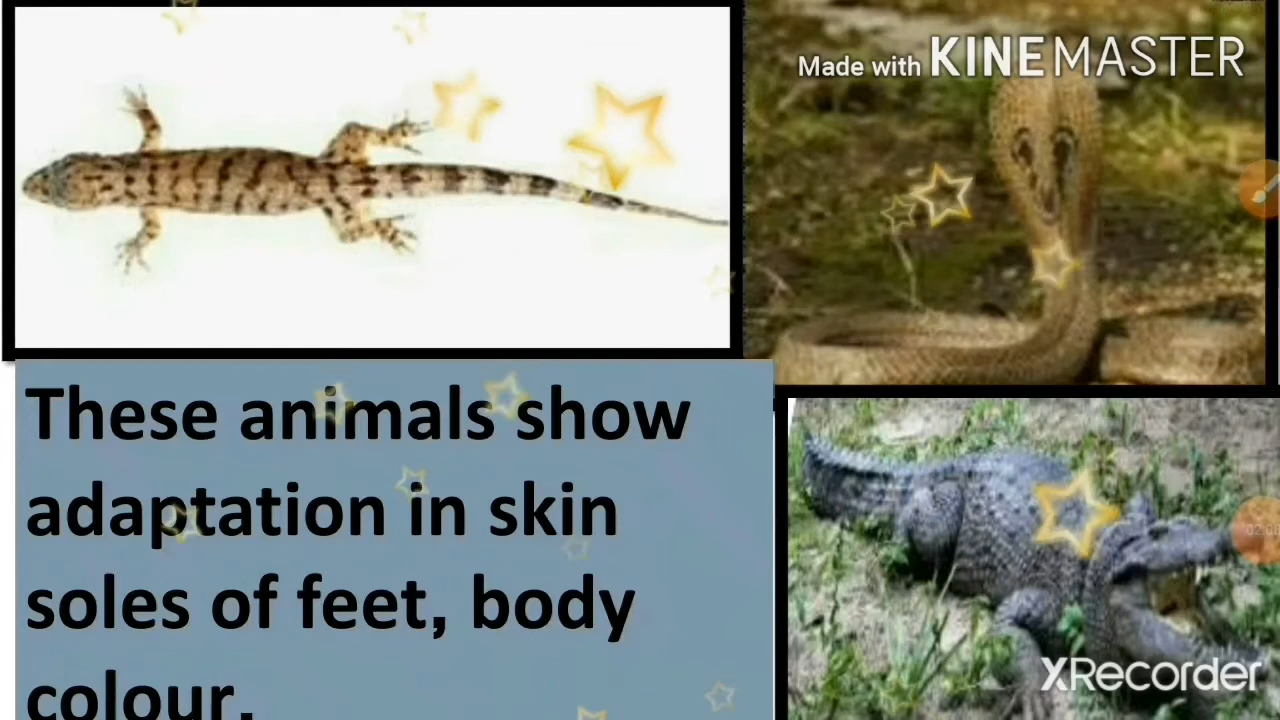 Made with KINEMASTER
These animals show
adaptation in skin
soles of feet, body
colour.
XRecorder